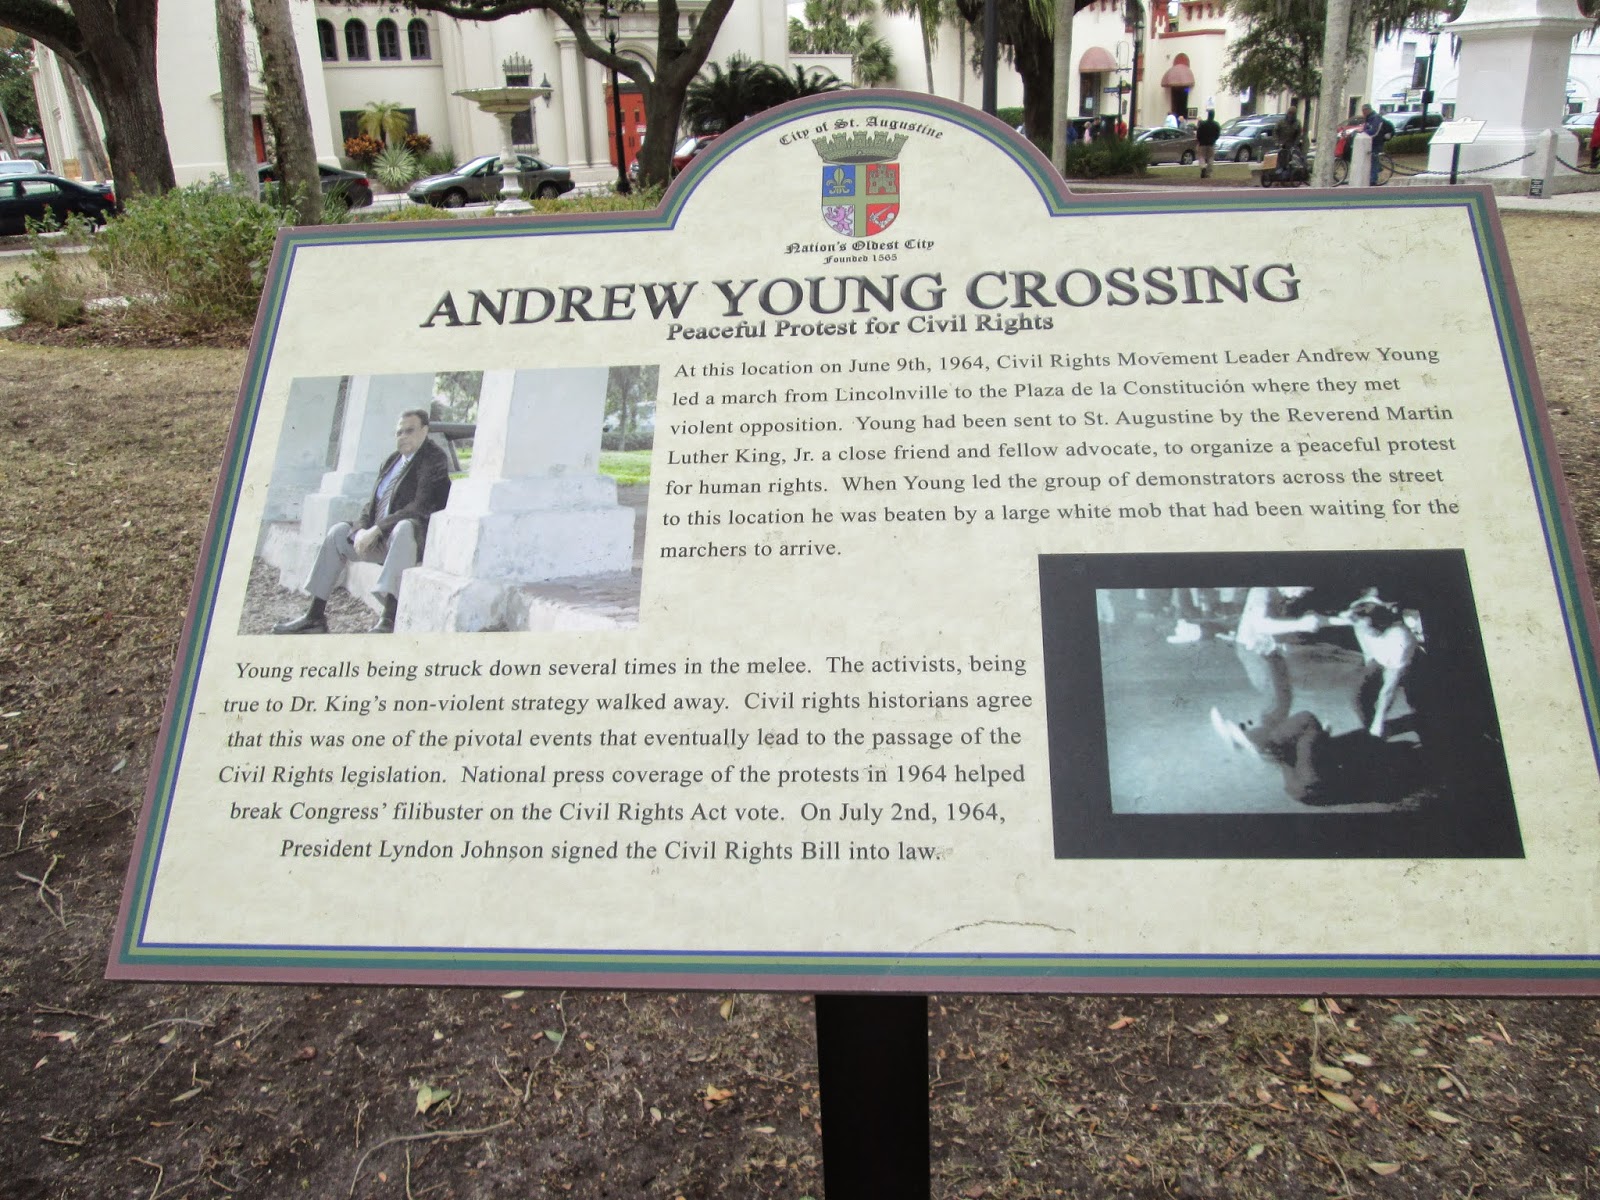 City of St. Augustine
Nation's Oldest City
Founded 1565
ANDREW YOUNG CROSSING
Peaceful Protest for Civil Rights
At this location on June 9th, 1964, Civil Rights Movement Leader Andrew Young
led a march from Lincolnville to the Plaza de la Constitución where they met
violent opposition. Young had been sent to St. Augustine by the Reverend Martin
Luther King, Jr. a close friend and fellow advocate, to organize a peaceful protest
for human rights. When Young led the group of demonstrators across the street
to this location he was beaten by a large white mob that had been waiting for the
marchers to arrive.
Young recalls being struck down several times in the melee. The activists, being
true to Dr. King's non-violent strategy walked away. Civil rights historians agree
that this was one of the pivotal events that eventually lead to the passage of the
Civil Rights legislation. National press coverage of the protests in 1964 helped
break Congress' filibuster on the Civil Rights Act vote. On July 2nd, 1964,
President Lyndon Johnson signed the Civil Rights Bill into law.